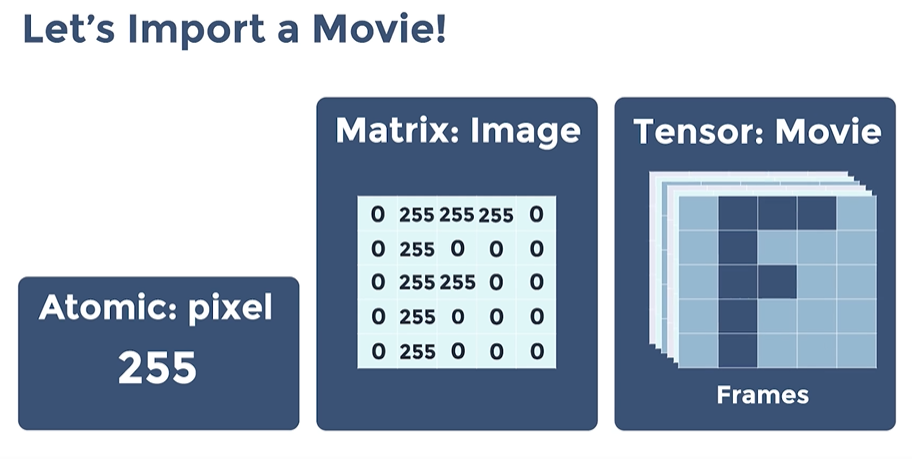 Let's Import a Movie!
Atomic: pixel
255
Matrix: Image
0 255 255 255 0
0 255 0 0 0
0 255 255 0 0
0 255 0 0 0
0 255 0 0 0
Tensor: Movie
Frames